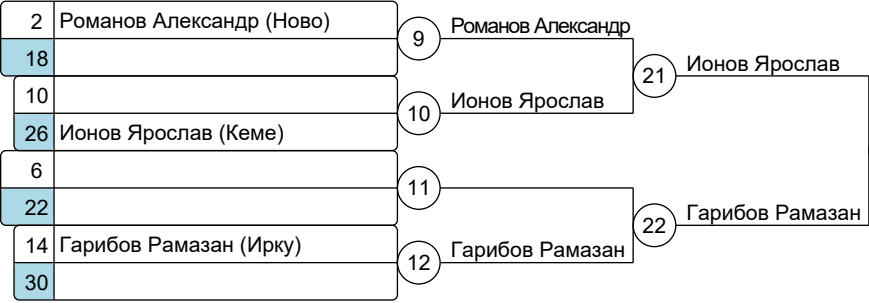 2 Романов Александр (Ново)
18
9 Романов Александр
10
26 Ионов Ярослав (Кеме)
10 Ионов Ярослав
21 Ионов Ярослав
6
22
11
14 Гарибов Рамазан (Ирку)
30
12 Гарибов Рамазан
22 Гарибов Рамазан